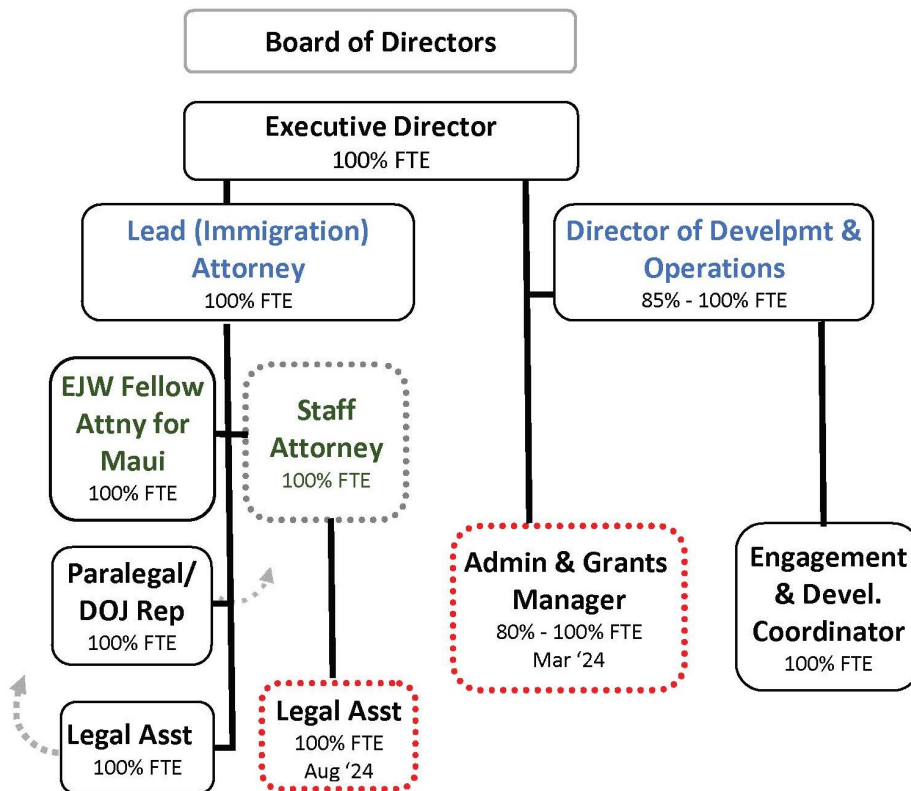 Board of Directors
Executive Director
100% FTE
Lead (Immigration)
Attorney
100% FTE
Director of Develpmt &
Operations
85% - 100% FTE
EJW Fellow
Attny for
Maui
100% FTE
Staff
Attorney
100% FTE
Paralegal/
DOJ Rep
100% FTE
Legal Asst
100% FTE
Legal Asst
100% FTE
Aug ‘24
Admin & Grants
Manager
80% - 100% FTE
Mar ‘24
Engagement
& Devel.
Coordinator
100% FTE